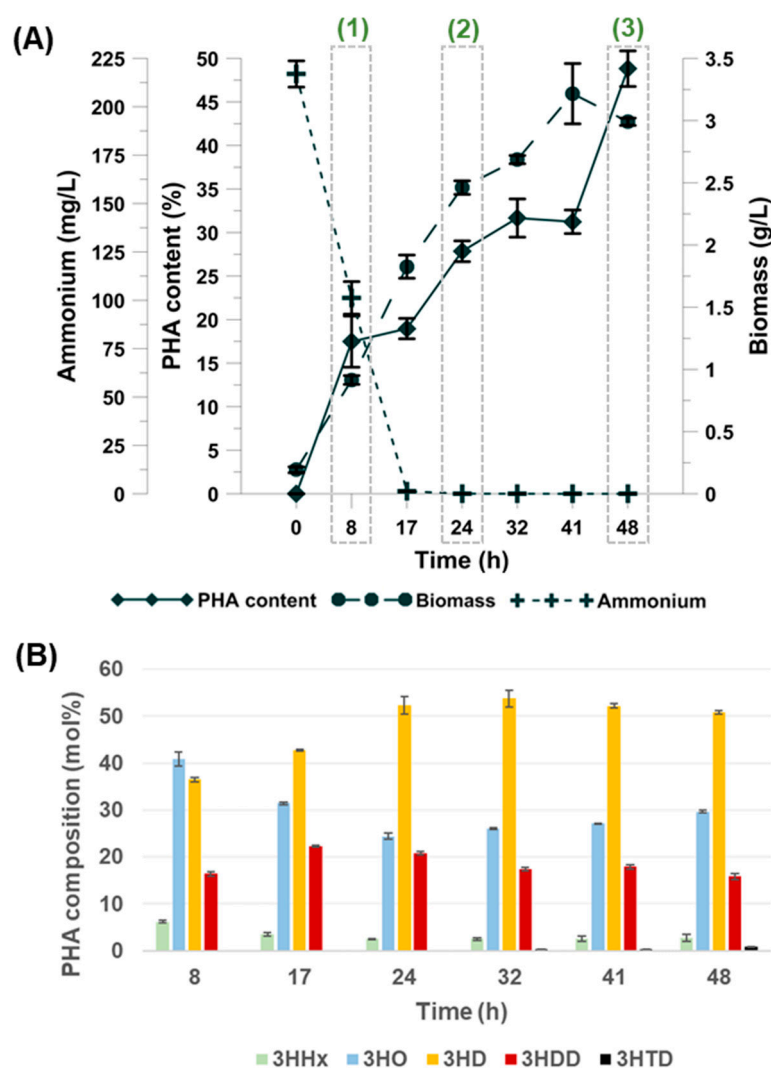 (A)
(1) (2) (3)
Ammonium (mg/L)
225
200
175
150
125
100
75
50
25
0
PHA content (%)
50
45
40
35
30
25
20
15
10
5
0
Biomass (g/L)
3.5
3
2.5
2
1.5
1
0.5
0
0 8 17 24 32 41 48
Time (h)
PHA content Biomass Ammonium
(B)
PHA composition (mol%)
60
50
40
30
20
10
0
8 17 24 32 41 48
Time (h)
3HHx 3HO 3HD 3HDD 3HTD